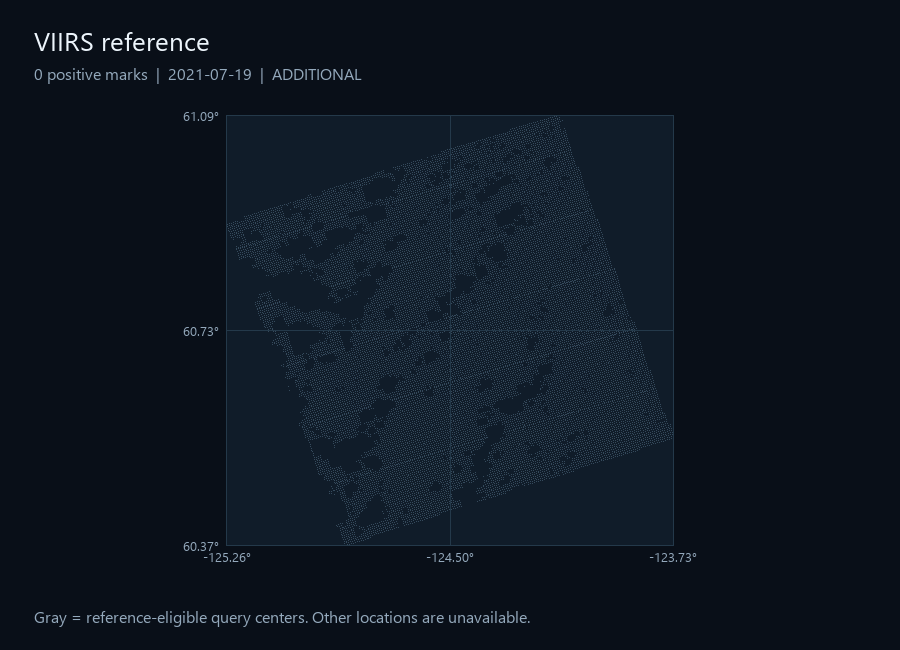 VIIRS reference
0 positive marks | 2021-07-19 | ADDITIONAL
61.09°
60.73°
60.37°
-125.26°
-124.50°
-123.73°
Gray = reference-eligible query centers. Other locations are unavailable.